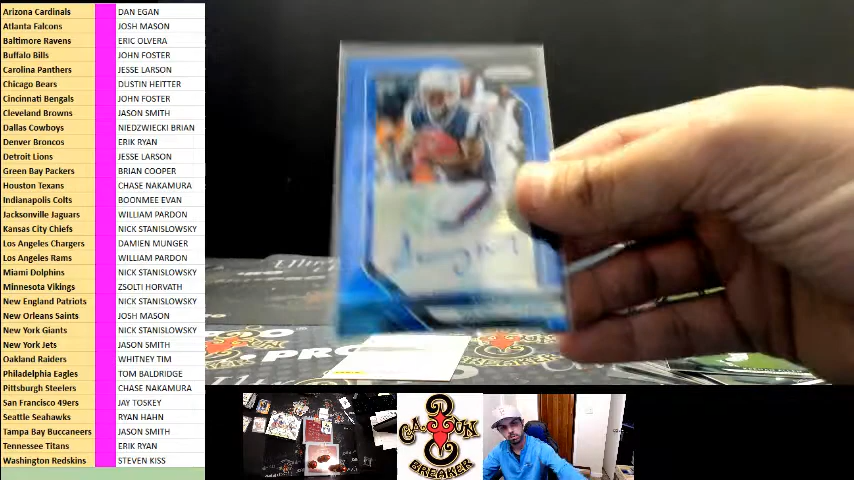 Arizona Cardinals DAN EGAN
Atlanta Falcons JOSH MASON
Baltimore Ravens ERIC OLVERA
Buffalo Bills JOHN FOSTER
Carolina Panthers JESSE LARSON
Chicago Bears DUSTIN HEITTER
Cincinnati Bengals JOHN FOSTER
Cleveland Browns JASON SMITH
Dallas Cowboys NIEDZWECKI BRIAN
Denver Broncos ERIK RYAN
Detroit Lions JESSE LARSON
Green Bay Packers BRIAN COOPER
Houston Texans CHASE NAKAMURA
Indianapolis Colts BOONMEE EVAN
Jacksonville Jaguars WILLIAM PARDON
Kansas City Chiefs NICK STANISLOWSKY
Los Angeles Chargers DAMIEN MUNGER
Los Angeles Rams WILLIAM PARDON
Miami Dolphins NICK STANISLOWSKY
Minnesota Vikings ZSOLTI HORVATH
New England Patriots NICK STANISLOWSKY
New Orleans Saints JOSH MASON
New York Giants NICK STANISLOWSKY
New York Jets JASON SMITH
Oakland Raiders WHITNEY TIM
Philadelphia Eagles TOM BALDRIDGE
Pittsburgh Steelers CHASE NAKAMURA
San Francisco 49ers JAY TOSKEY
Seattle Seahawks RYAN HAHN
Tampa Bay Buccaneers JASON SMITH
Tennessee Titans ERIK RYAN
Washington Redskins STEVEN KISS
.PRO
BREAKER
CAJUN
BREAKER